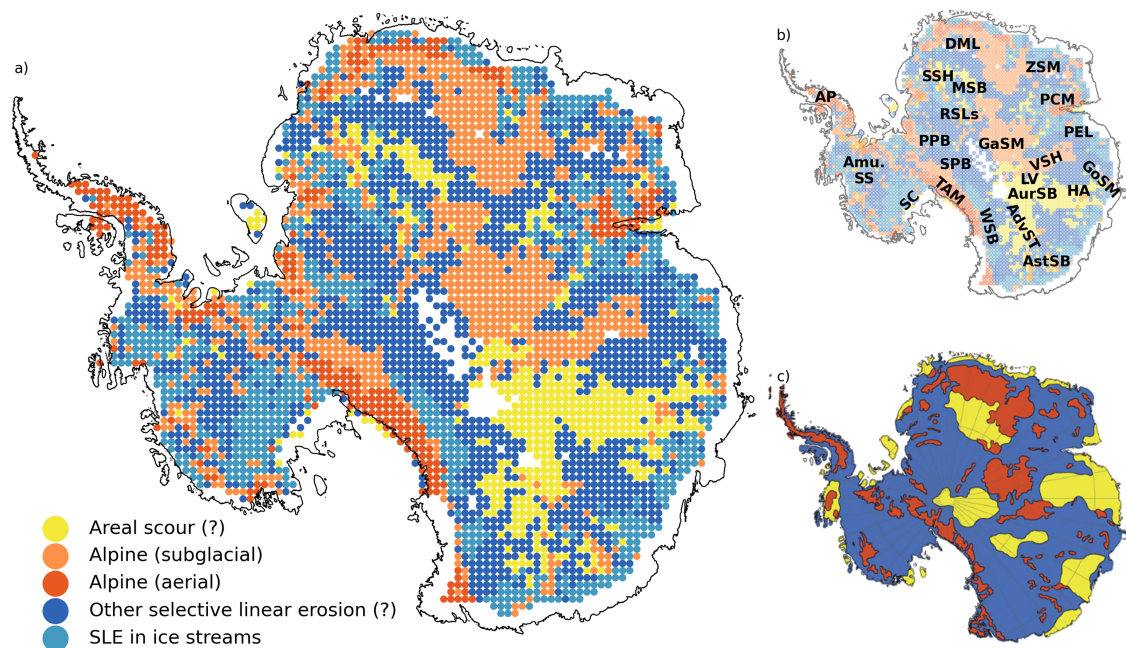 a)
Areal scour (?)
Alpine (subglacial)
Alpine (aerial)
Other selective linear erosion (?)
SLE in ice streams
b)
DML
SSH
MSB
ZSM
AP
PCM
RSLs
PEL
PPB
GaSM
Amu.
SS
SPB
VSH
LV
GoSM
SC
TAM
AurSB
HA
WSB
AdvST
AstSB
c)